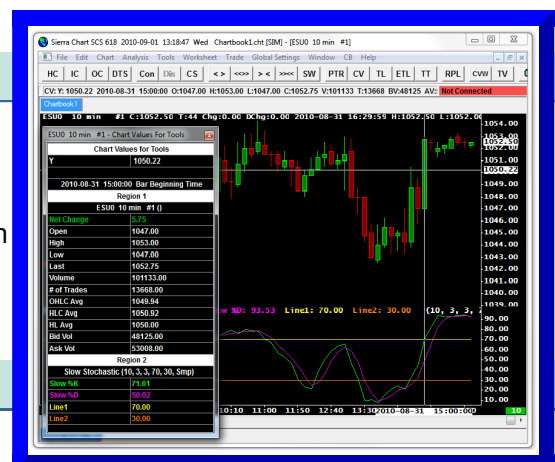 Sierra Chart SCS 618 2010-09-01 13:18:47 Wed Chartbook1.cht [SIM] - [ESU0 10 min #1]
File Edit Chart Analysis Tools Worksheet Trade Global Settings Window CB Help
HC IC OC DTS Con Dis CS < > <<>> > < >><< SW PTR CV TL ETL TT RPL CVW TV
CV: Y: 1050.22 2010-08-31 15:00:00 O:1047.00 H:1053.00 L:1047.00 C:1052.75 V:101133 T:13668 BV:48125 AV: Not Connected
Chartbook1
ESU0 10 min #1 C:1052.50 T:44 Chg:0.00 DChg:0.00 2010-08-31 16:29:59 H:1052.50 L:1052.00
ESU0 10 min #1 - Chart Values For Tools
Chart Values for Tools
Y 1050.22
2010-08-31 15:00:00 Bar Beginning Time
Region 1
ESU0 10 min #1 ()
Net Change 5.75
Open 1047.00
High 1053.00
Low 1047.00
Last 1052.75
Volume 101133.00
# of Trades 13668.00
OHLC Avg 1049.94
HLC Avg 1050.92
HL Avg 1050.00
Bid Vol 48125.00
Ask Vol 53008.00
Region 2
Slow Stochastic (10, 3, 3, 70, 30, Smp)
Slow %K 71.61
Slow %D 50.02
Line1 70.00
Line2 30.00
1054.00
1053.00
1052.50
1051.00
1050.22
1049.00
1048.00
1047.00
1046.00
1045.00
1044.00
1043.00
1042.00
1041.00
1040.00
1039.00
%D: 93.53 Line1: 70.00 Line2: 30.00 (10, 3, 3,
90.00
80.00
70.00
60.00
50.00
40.00
30.00
20.00
10.00
10:10 11:00 11:50 12:40 13:30 2010-08-31 15:00:00
10
n